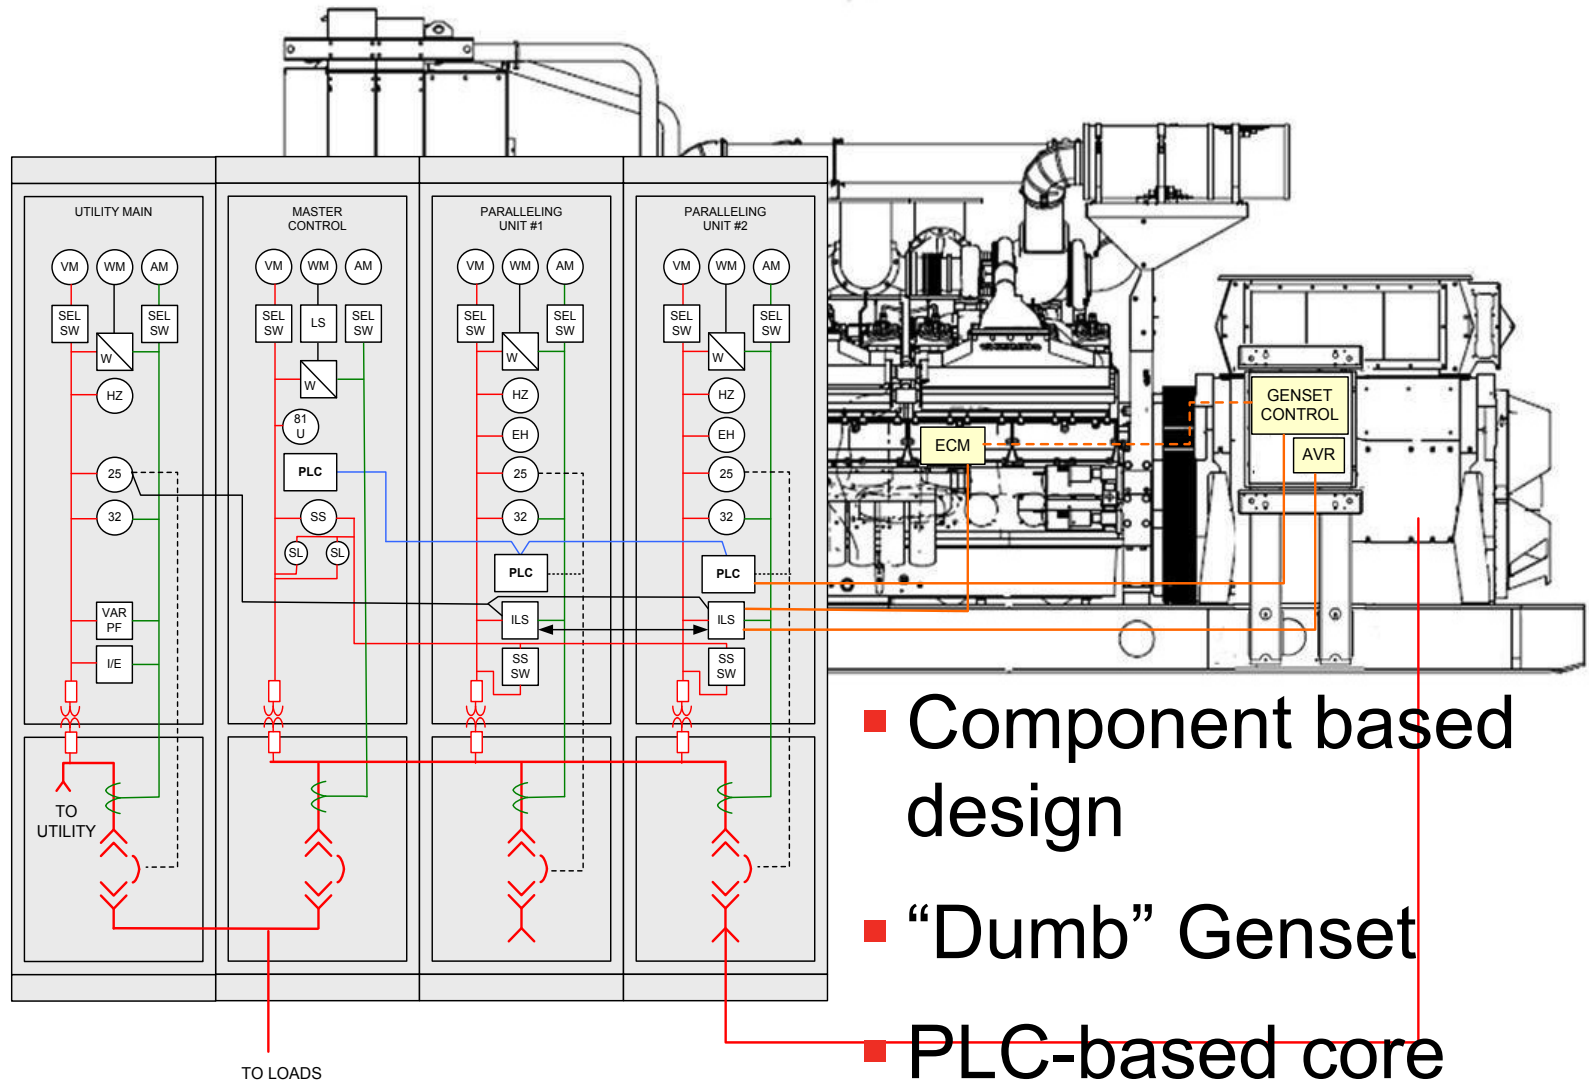 UTILITY MAIN
VM
WM
AM
SEL
SW
SEL
SW
W
HZ
25
32
VAR
PF
I/E
TO
UTILITY
MASTER
CONTROL
VM
WM
AM
SEL
SW
LS
SEL
SW
W
81
U
PLC
SS
SL
SL
TO LOADS
PARALLELING
UNIT #1
VM
WM
AM
SEL
SW
SEL
SW
W
HZ
EH
25
32
PLC
ILS
SS
SW
PARALLELING
UNIT #2
VM
WM
AM
SEL
SW
SEL
SW
W
HZ
EH
25
32
PLC
ILS
SS
SW
ECM
GENSET
CONTROL
AVR
▪ Component based
design
▪ “Dumb” Genset
▪ PLC-based core